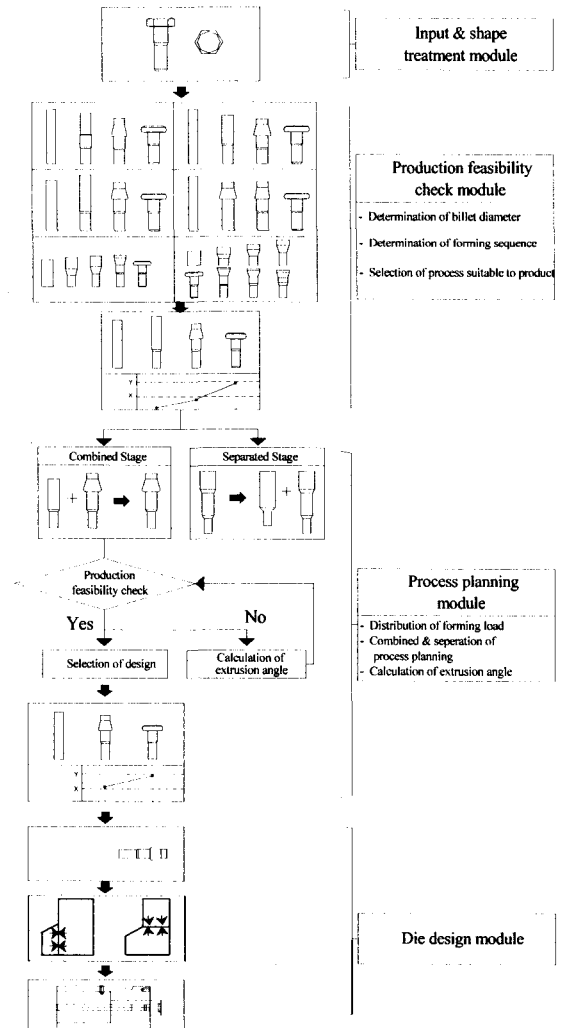 Input & shape
treatment module
Production feasibility
check module
- Determination of billet diameter
- Determination of forming sequence
- Selection of process suitable to product
Y
X
Combined Stage
Separated Stage
+
+
Production
feasibility check
Yes
No
Selection of design
Calculation of
extrusion angle
Process planning
module
- Distribution of forming load
- Combined & seperation of
process planning
- Calculation of extrusion angle
Y
X
Die design module